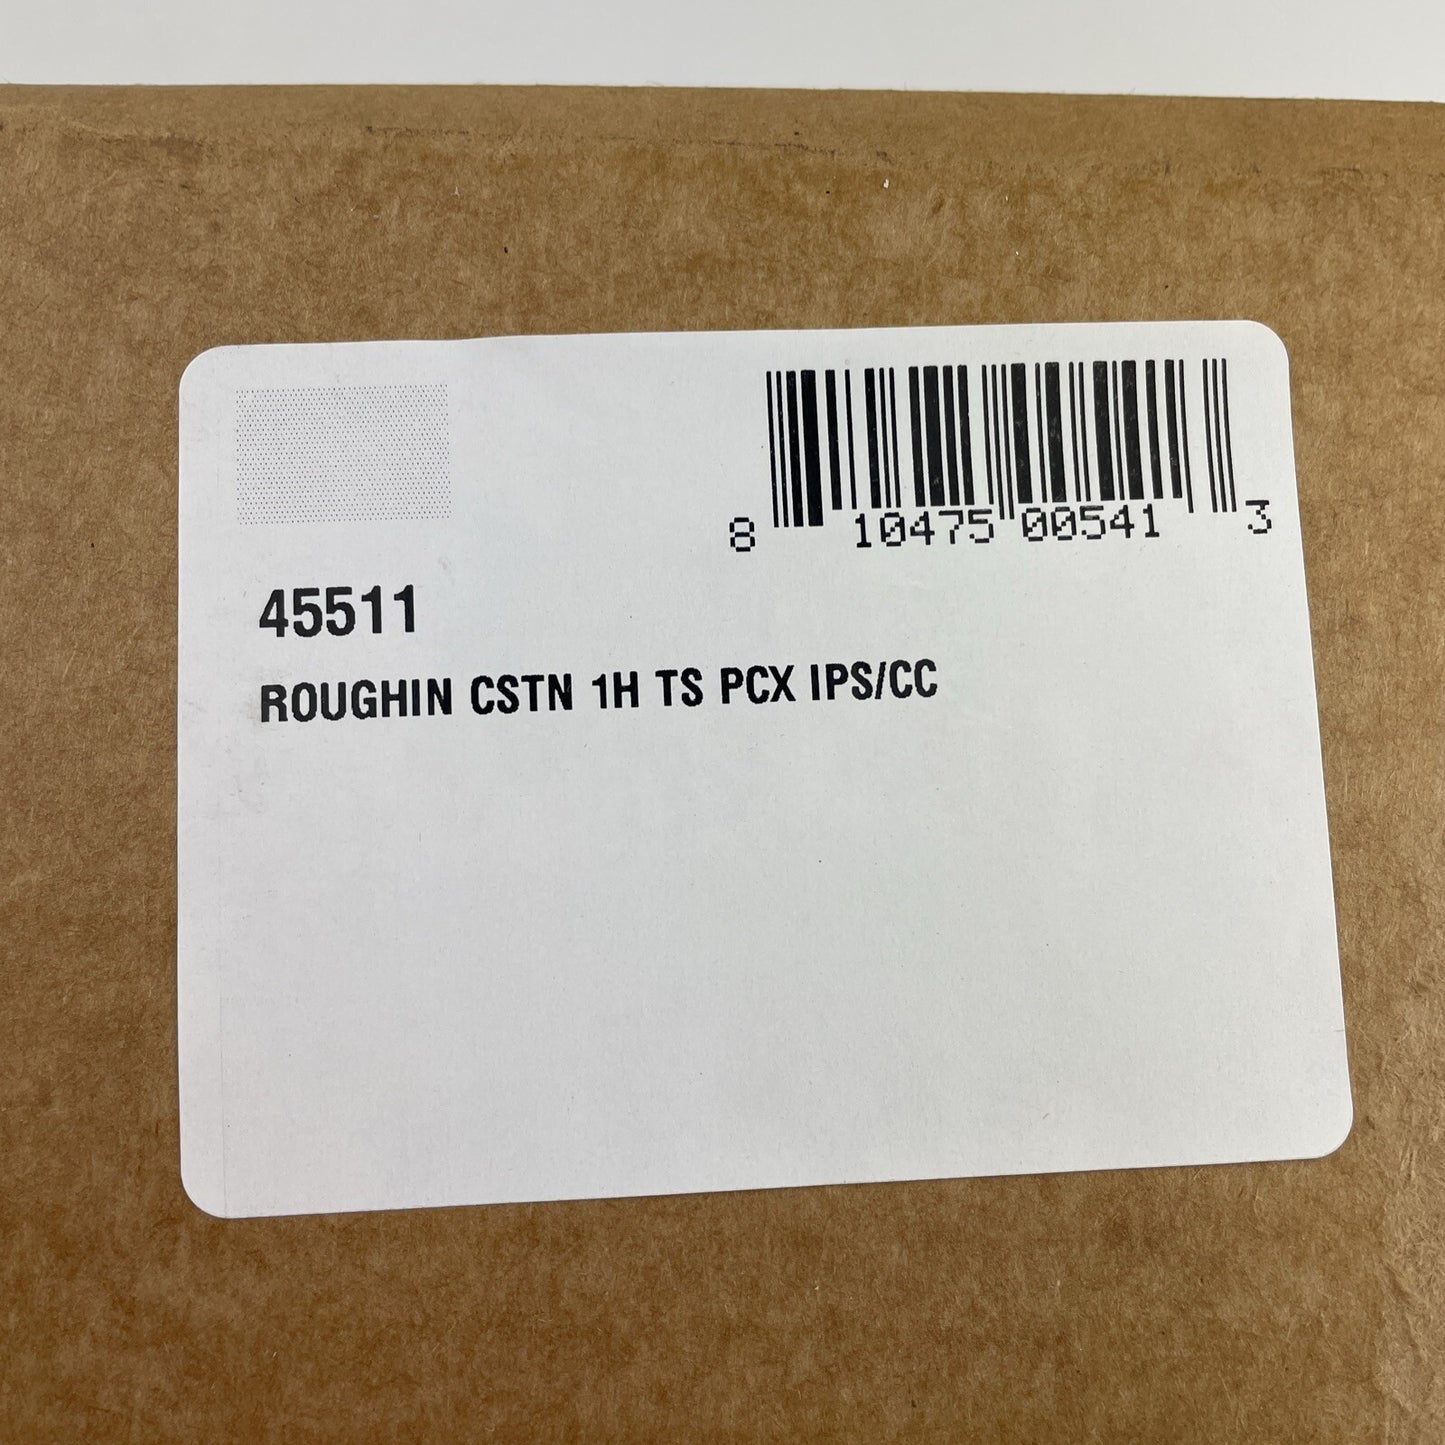 8 10475 00541 3
45511
ROUGHIN CSTN 1H TS PCX IPS/CC